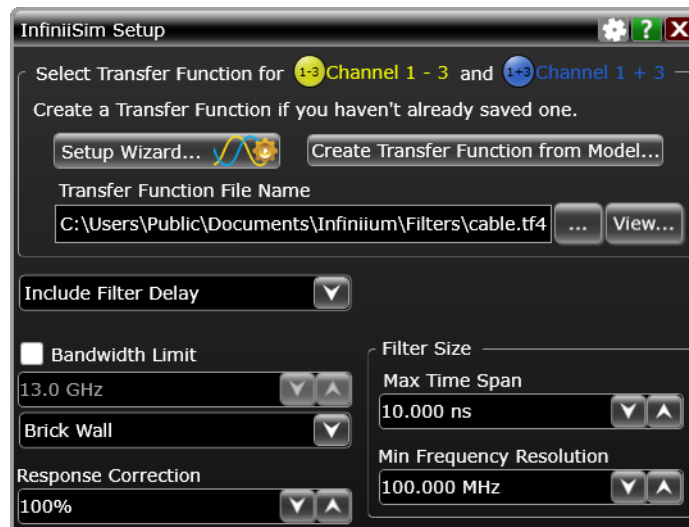 InfiniiSim Setup
?
X
Select Transfer Function for 1-3 Channel 1 - 3 and 1+3 Channel 1 + 3
Create a Transfer Function if you haven't already saved one.
Setup Wizard...
Create Transfer Function from Model...
Transfer Function File Name
C:\Users\Public\Documents\Infiniium\Filters\cable.tf4
...
View...
Include Filter Delay
Bandwidth Limit
13.0 GHz
Brick Wall
Response Correction
100%
Filter Size
Max Time Span
10.000 ns
Min Frequency Resolution
100.000 MHz